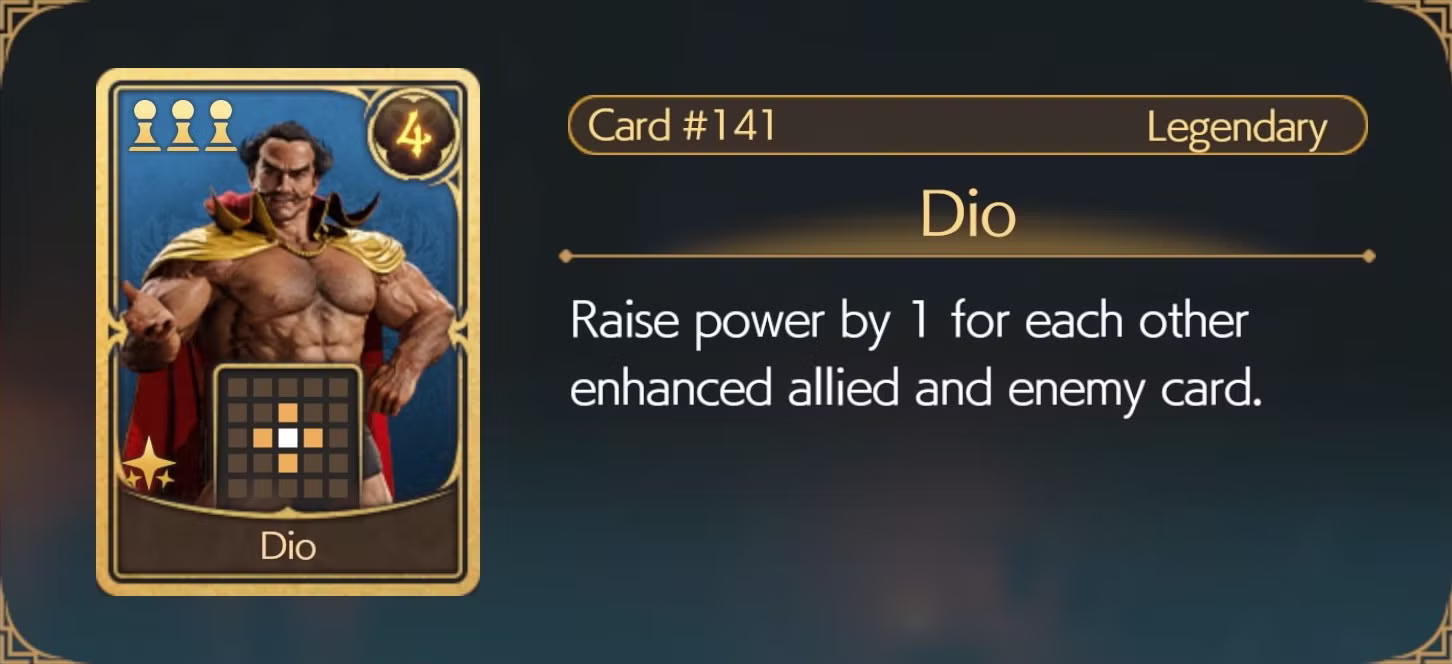 4
Dio
Card #141 Legendary
Dio
Raise power by 1 for each other
enhanced allied and enemy card.